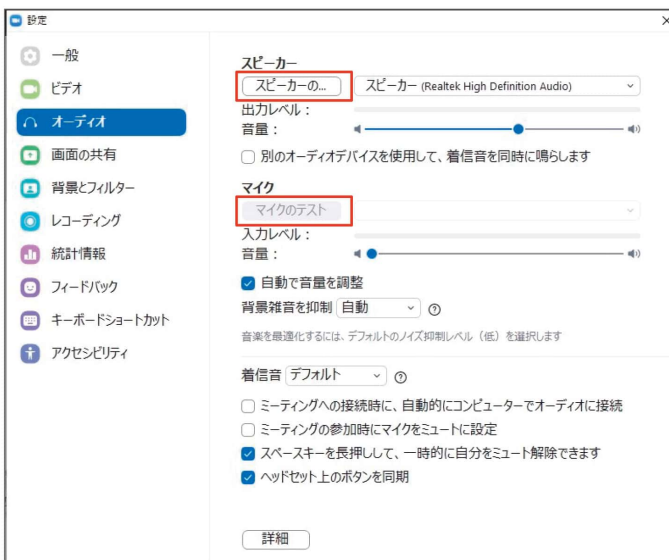 設定
一般
ビデオ
オーディオ
画面の共有
背景とフィルター
レコーディング
統計情報
フィードバック
キーボードショートカット
アクセシビリティ
スピーカー
スピーカーの... スピーカー (Realtek High Definition Audio)
出力レベル：
音量：
別のオーディオデバイスを使用して、着信音を同時に鳴らします
マイク
マイクのテスト
入力レベル：
音量：
自動で音量を調整
背景雑音を抑制 自動
音楽を最適化するには、デフォルトのノイズ抑制レベル（低）を選択します
着信音 デフォルト
ミーティングへの接続時に、自動的にコンピューターでオーディオに接続
ミーティングの参加時にマイクをミュートに設定
スペースキーを長押しして、一時的に自分をミュート解除できます
ヘッドセット上のボタンを同期
詳細